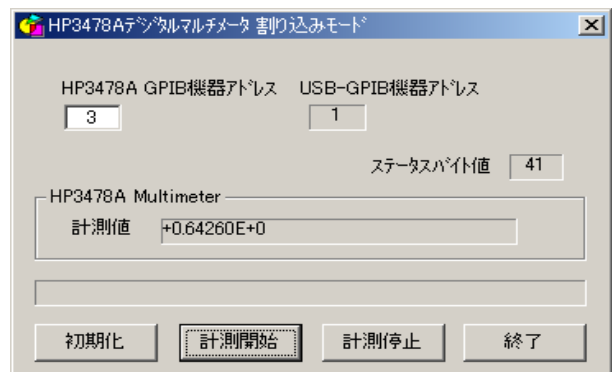 HP3478Aデジタルマルチメータ 割り込みモード
HP3478A GPIB機器アドレス USB-GPIB機器アドレス
3 1
ステータスバイト値 41
HP3478A Multimeter
計測値 +0.64260E+0
初期化 計測開始 計測停止 終了